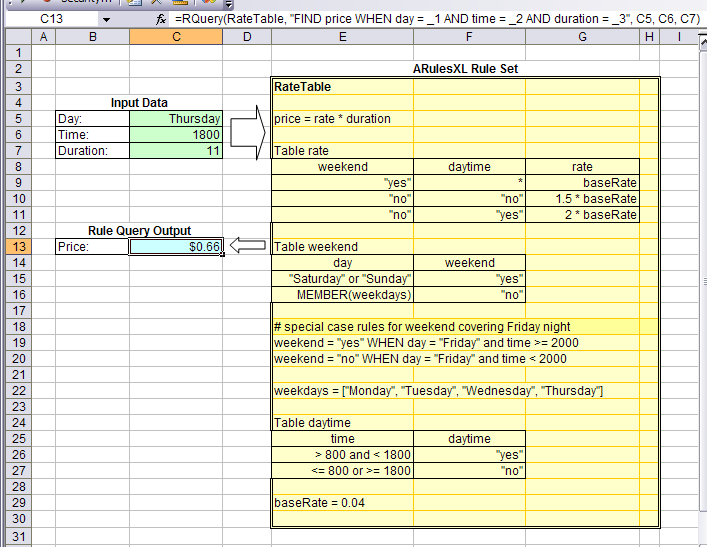 C13 fx =RQuery(RateTable, "FIND price WHEN day = _1 AND time = _2 AND duration = _3", C5, C6, C7)
A B C D E F G H I
1
2 ARulesXL Rule Set
3 RateTable
4 Input Data
5 Day: Thursday price = rate * duration
6 Time: 1800
7 Duration: 11 Table rate
8 weekend daytime rate
9 "yes" * baseRate
10 "no" "no" 1.5 * baseRate
11 "no" "yes" 2 * baseRate
12 Rule Query Output
13 Price: $0.66 Table weekend
14 day weekend
15 "Saturday" or "Sunday" "yes"
16 MEMBER(weekdays) "no"
17
18 # special case rules for weekend covering Friday night
19 weekend = "yes" WHEN day = "Friday" and time >= 2000
20 weekend = "no" WHEN day = "Friday" and time < 2000
21
22 weekdays = ["Monday", "Tuesday", "Wednesday", "Thursday"]
23
24 Table daytime
25 time daytime
26 > 800 and < 1800 "yes"
27 <= 800 or >= 1800 "no"
28
29 baseRate = 0.04
30
31